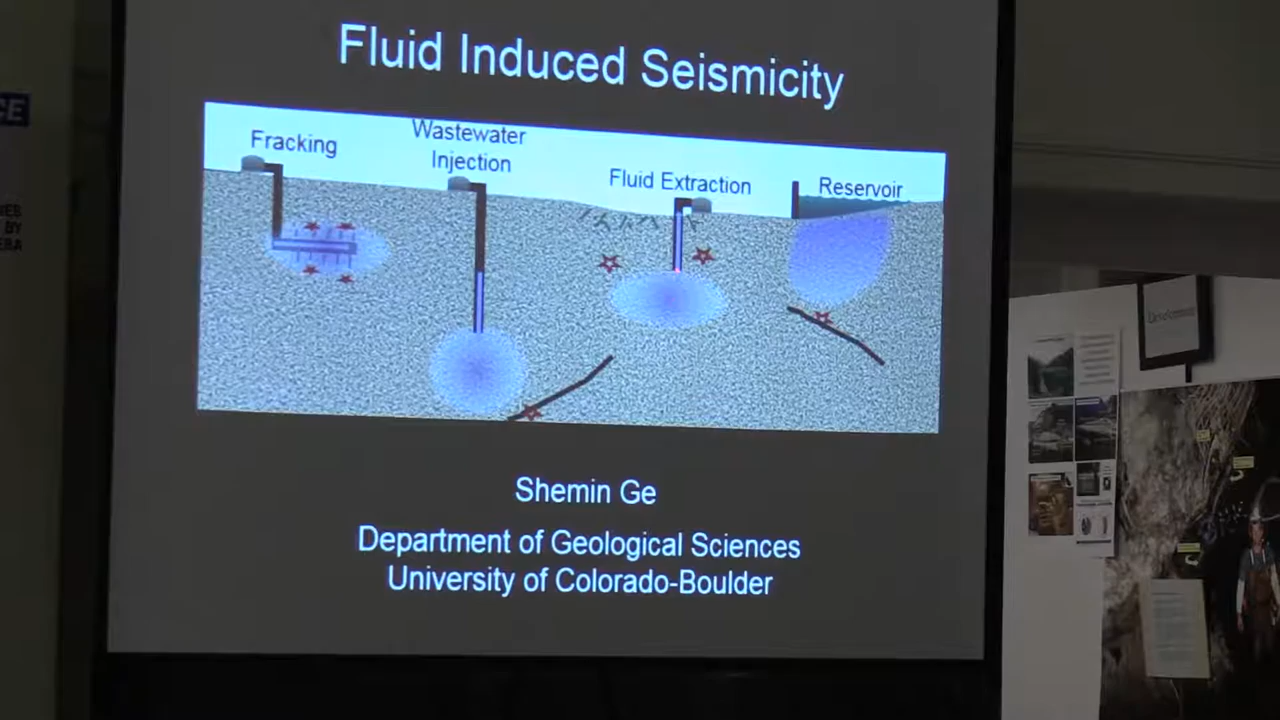 Fluid Induced Seismicity
Fracking
Wastewater
Injection
Fluid Extraction
Reservoir
Shemin Ge
Department of Geological Sciences
University of Colorado-Boulder